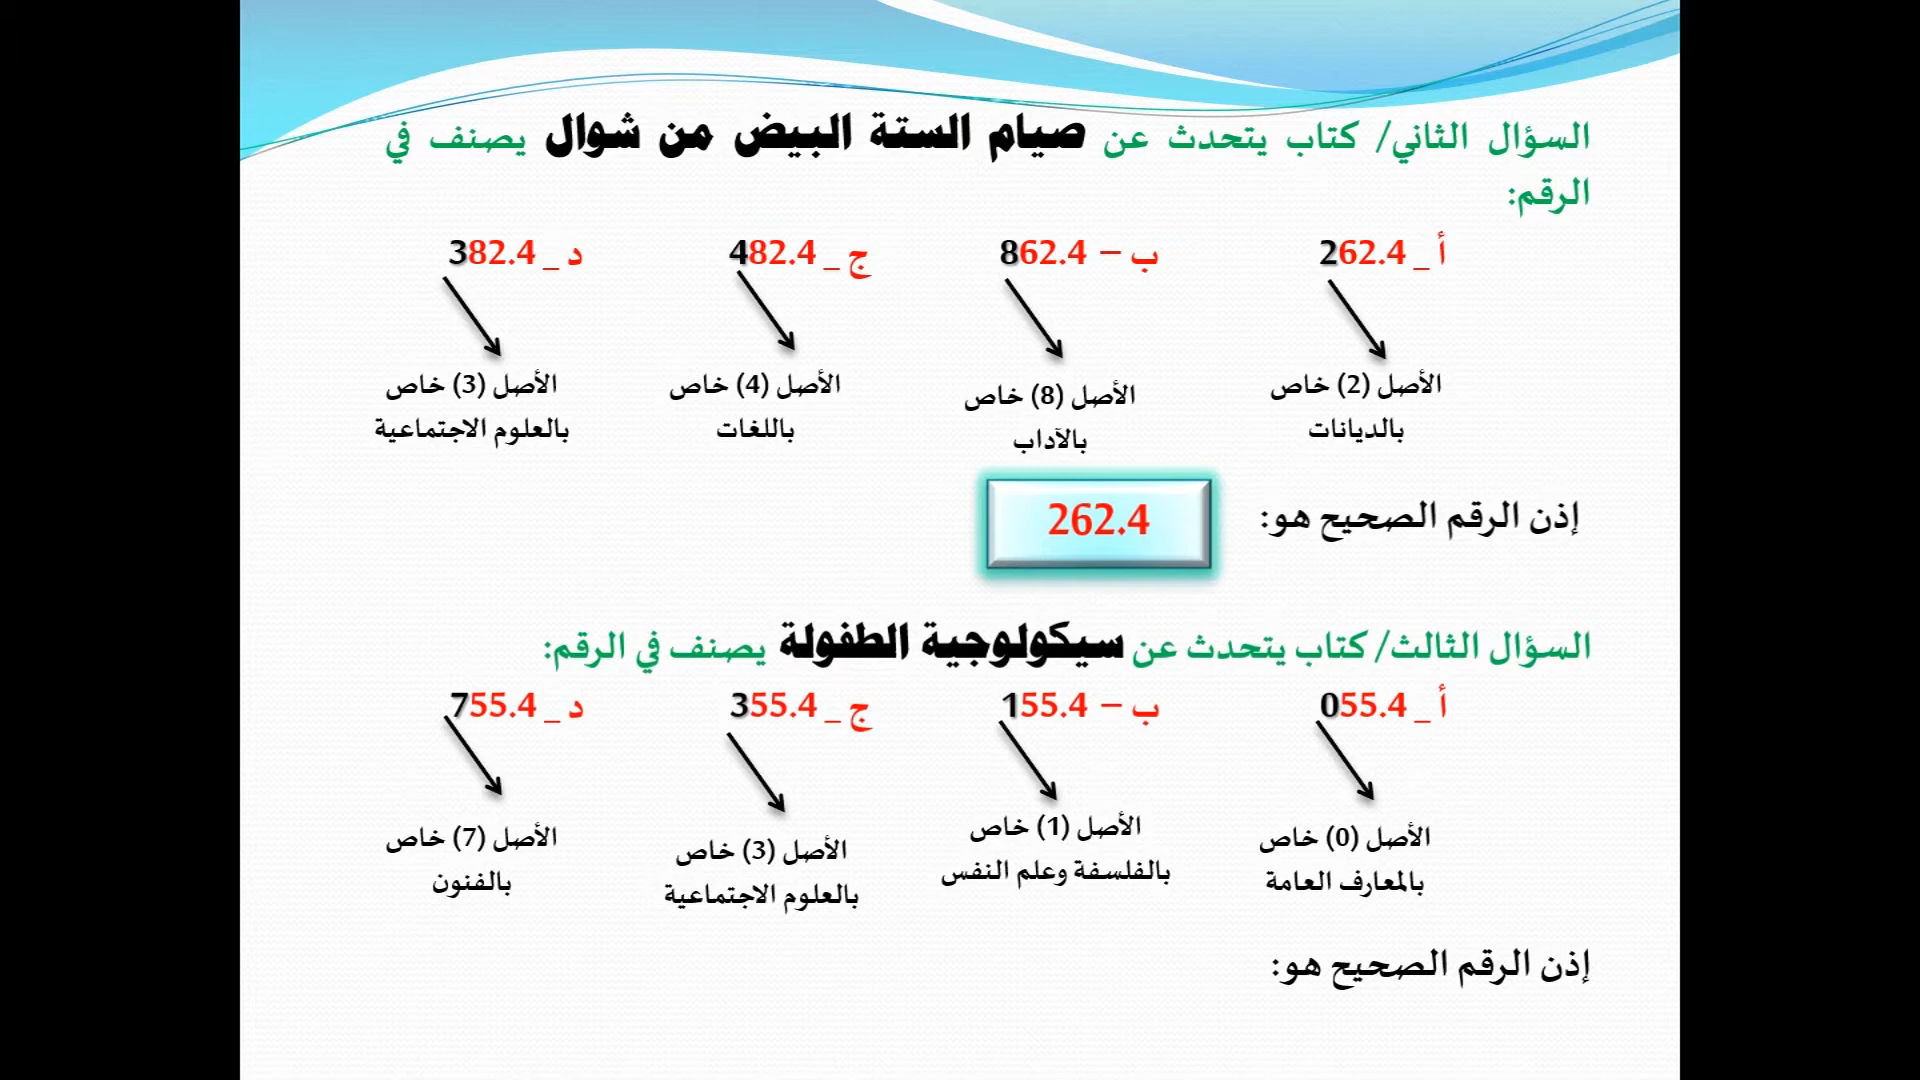 السؤال الثاني/ كتاب يتحدث عن صيام الستة البيض من شوال يصنف في
الرقم:
أ _ 262.4
ب – 862.4
ج _ 482.4
د _ 382.4
الأصل (2) خاص
بالديانات
الأصل (8) خاص
بالآداب
الأصل (4) خاص
باللغات
الأصل (3) خاص
بالعلوم الاجتماعية
إذن الرقم الصحيح هو:
262.4
السؤال الثالث/ كتاب يتحدث عن سيكولوجية الطفولة يصنف في الرقم:
أ _ 055.4
ب – 155.4
ج _ 355.4
د _ 755.4
الأصل (0) خاص
بالمعارف العامة
الأصل (1) خاص
بالفلسفة وعلم النفس
الأصل (3) خاص
بالعلوم الاجتماعية
الأصل (7) خاص
بالفنون
إذن الرقم الصحيح هو: